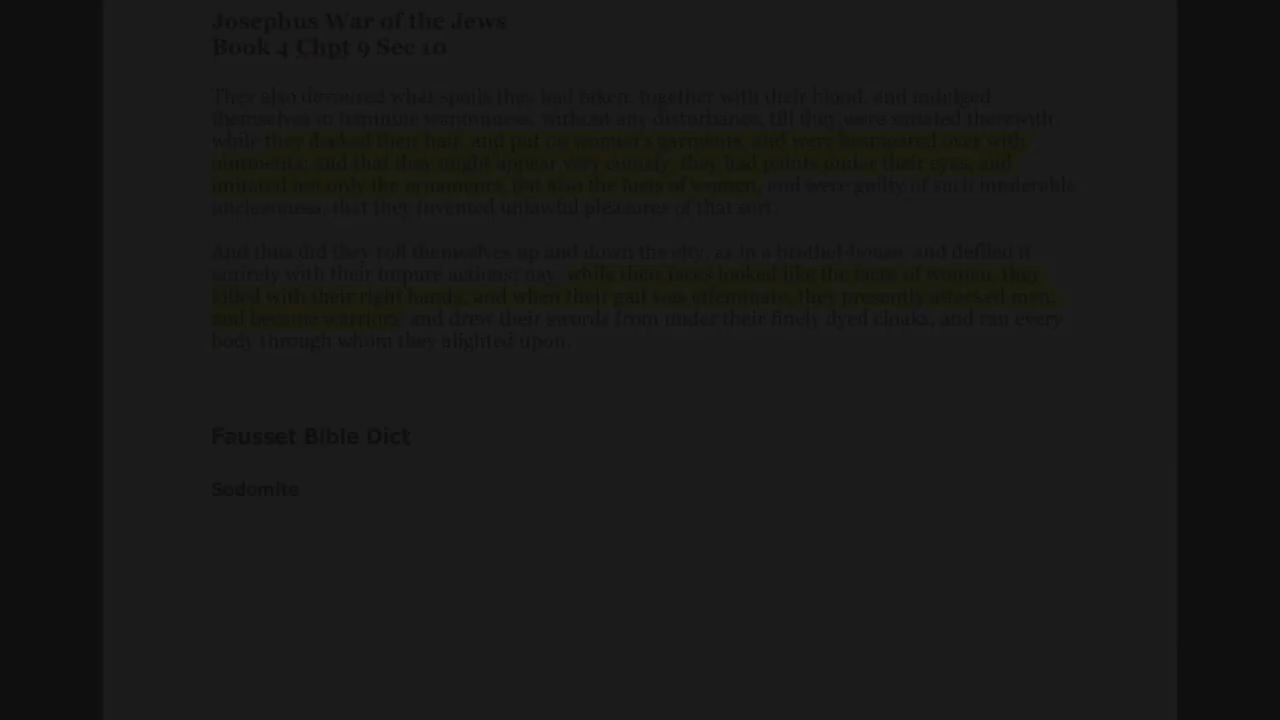 Josephus War of the Jews
Book 4 Chpt 9 Sec 10
They also devoured what spoils they had taken, together with their blood, and indulged
themselves in feminine wantonness, without any disturbance, till they were satiated therewith;
while they decked their hair, and put on women's garments, and were besmeared over with
ointments; and that they might appear very comely, they had paints under their eyes, and
imitated not only the ornaments, but also the lusts of women, and were guilty of such intolerable
uncleanness, that they invented unlawful pleasures of that sort.
And thus did they roll themselves up and down the city, as in a brothel-house, and defiled it
entirely with their impure actions; nay, while their faces looked like the faces of women, they
killed with their right hands; and when their gait was effeminate, they presently attacked men,
and became warriors, and drew their swords from under their finely dyed cloaks, and ran every
body through whom they alighted upon.
Fausset Bible Dict
Sodomite